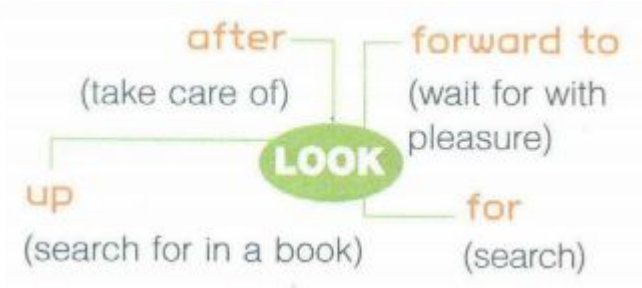 after
(take care of)
forward to
(wait for with
pleasure)
LOOK
up
(search for in a book)
for
(search)